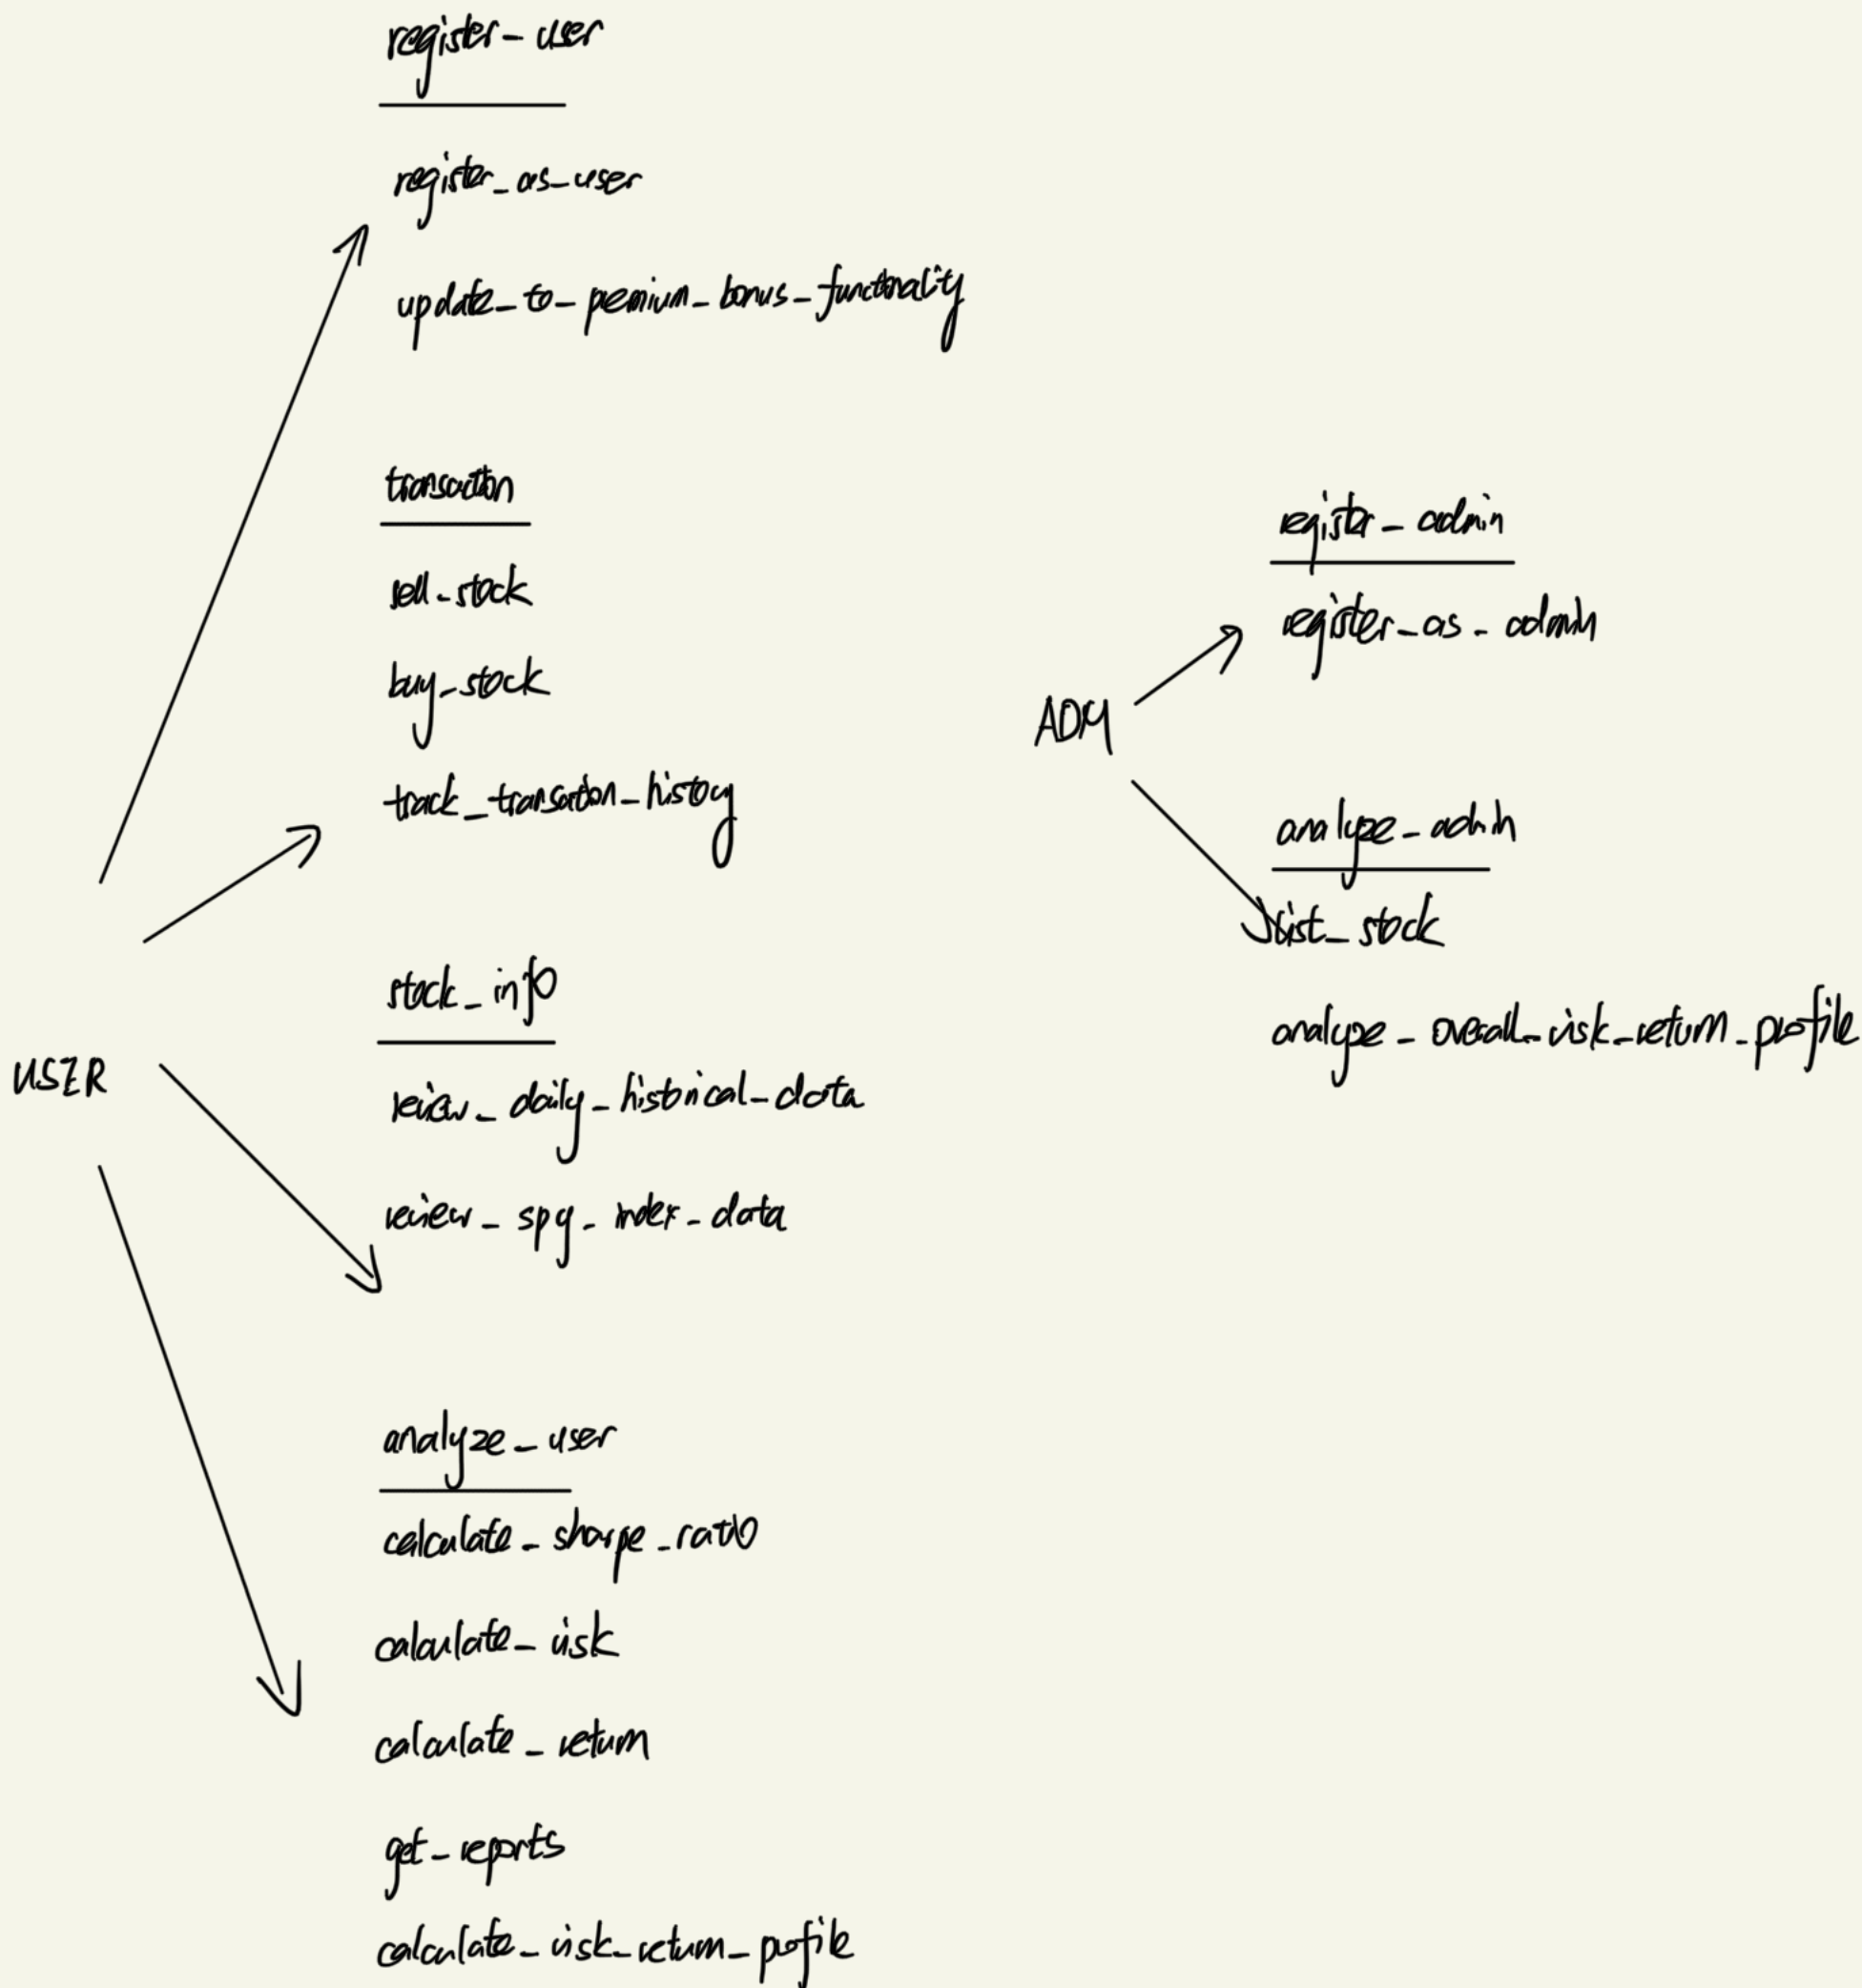 register_user
register_as_user
update_to_premium_bonus_functionality
transaction
sell_stock
buy_stock
track_transaction_history
stock_info
review_daily_historical_data
review_spy_index_data
USER
analyze_user
calculate_sharpe_ratio
calculate_risk
calculate_return
get_reports
calculate_risk_return_profile
ADM
register_admin
register_as_admin
analyze_admin
list_stock
analyze_overall_risk_return_profile